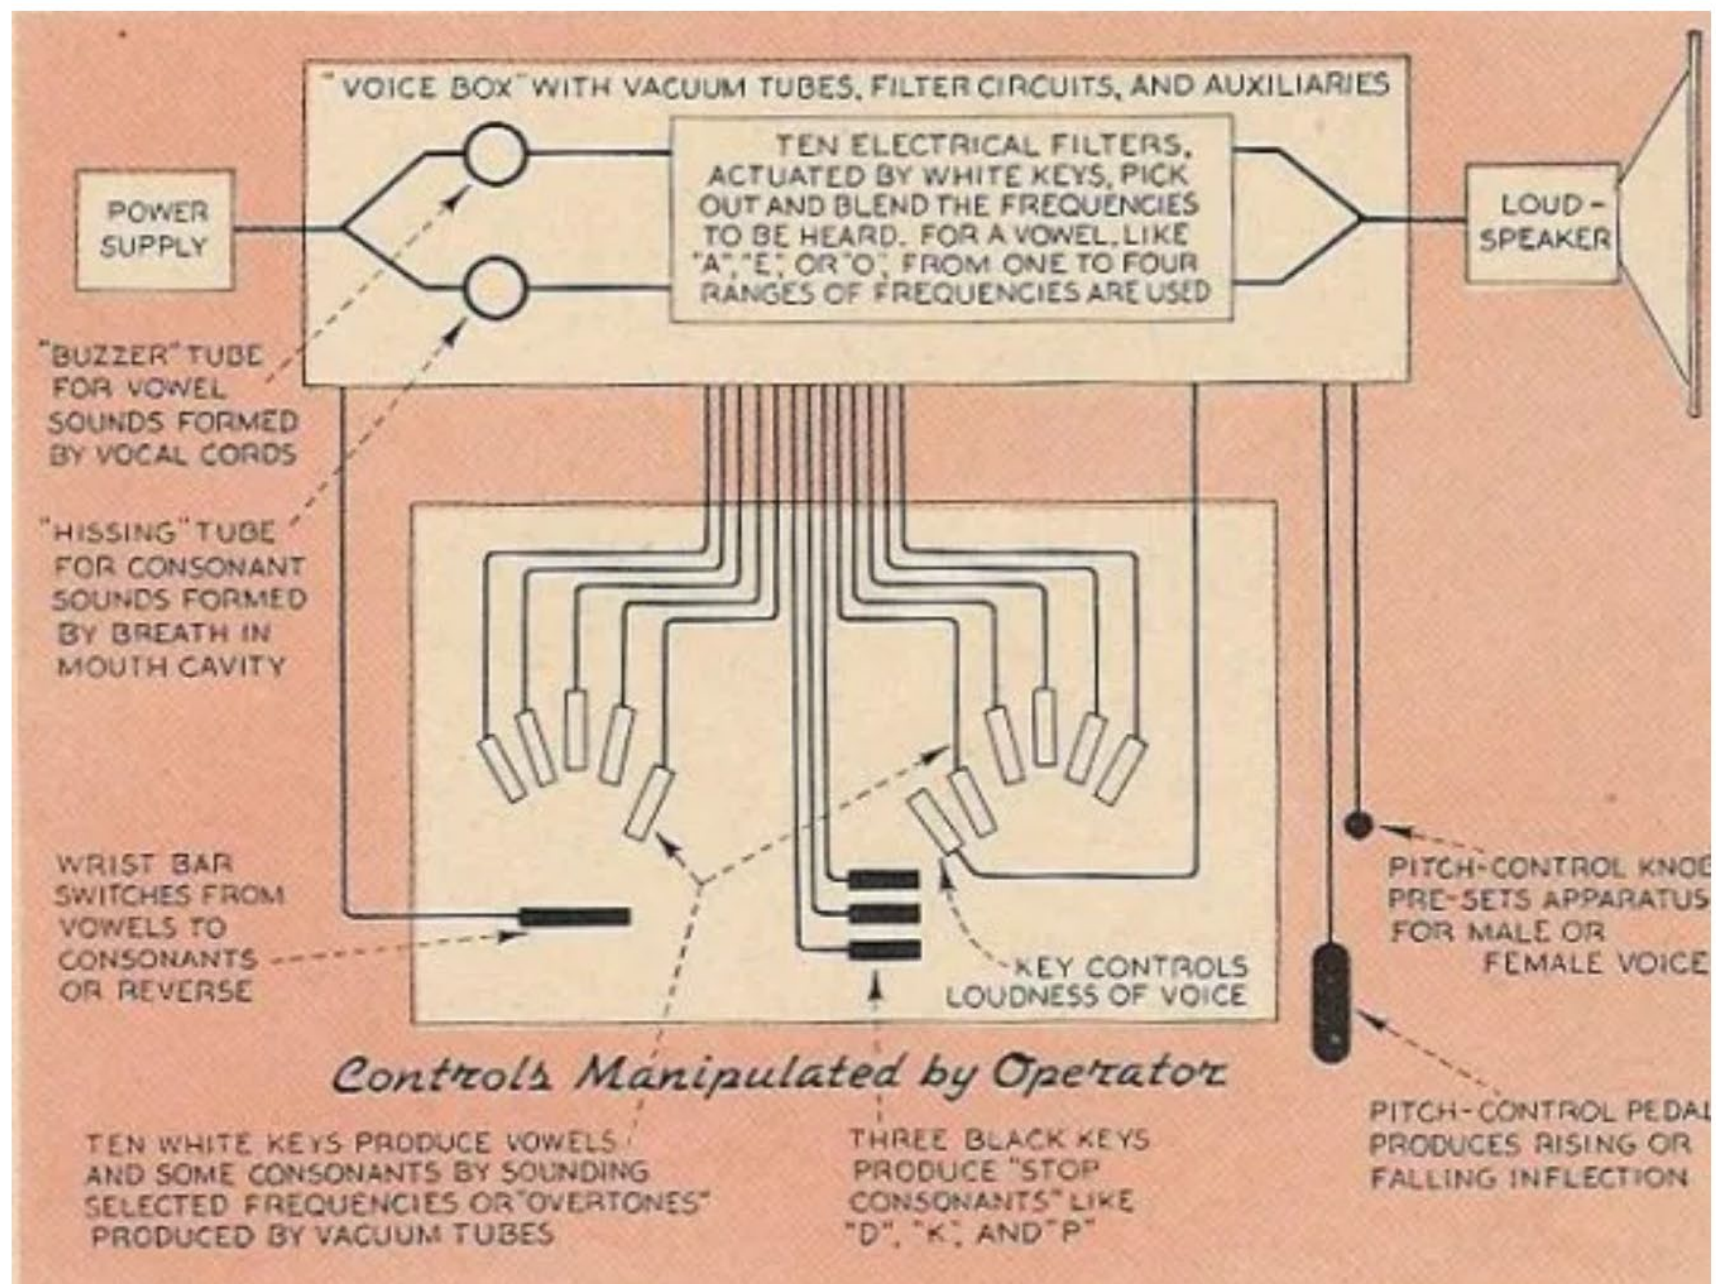 "VOICE BOX" WITH VACUUM TUBES, FILTER CIRCUITS, AND AUXILIARIES
POWER
SUPPLY
TEN ELECTRICAL FILTERS,
ACTUATED BY WHITE KEYS, PICK
OUT AND BLEND THE FREQUENCIES
TO BE HEARD. FOR A VOWEL, LIKE
"A", "E", OR "O", FROM ONE TO FOUR
RANGES OF FREQUENCIES ARE USED
LOUD-
SPEAKER
"BUZZER" TUBE
FOR VOWEL
SOUNDS FORMED
BY VOCAL CORDS
"HISSING" TUBE
FOR CONSONANT
SOUNDS FORMED
BY BREATH IN
MOUTH CAVITY
WRIST BAR
SWITCHES FROM
VOWELS TO
CONSONANTS
OR REVERSE
KEY CONTROLS
LOUDNESS OF VOICE
PITCH-CONTROL KNOB
PRE-SETS APPARATUS
FOR MALE OR
FEMALE VOICE
Controls Manipulated by Operator
TEN WHITE KEYS PRODUCE VOWELS
AND SOME CONSONANTS BY SOUNDING
SELECTED FREQUENCIES OR "OVERTONES"
PRODUCED BY VACUUM TUBES
THREE BLACK KEYS
PRODUCE "STOP
CONSONANTS" LIKE
"D", "K", AND "P"
PITCH-CONTROL PEDAL
PRODUCES RISING OR
FALLING INFLECTION